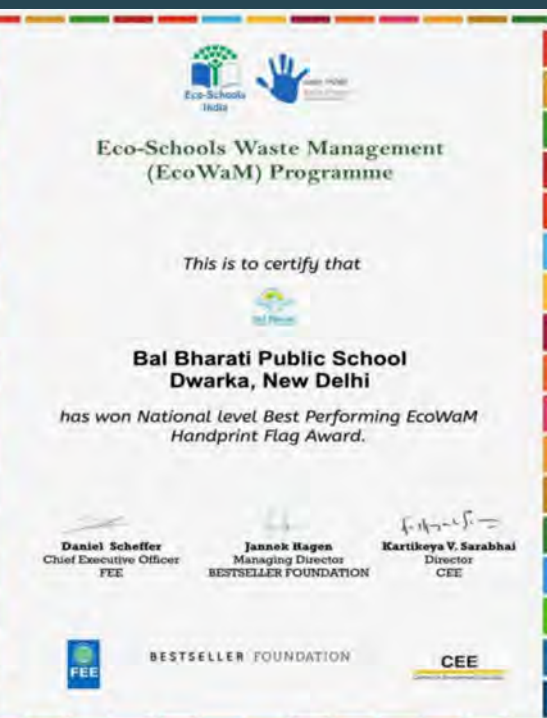 Eco-Schools
India
Eco-Schools Waste Management
(EcoWaM) Programme
This is to certify that
Bal Bharati Public School
Dwarka, New Delhi
has won National level Best Performing EcoWaM
Handprint Flag Award.
Daniel Scheffer
Chief Executive Officer
FEE
Jannek Hagen
Managing Director
BESTSELLER FOUNDATION
Kartikeya V. Sarabhai
Director
CEE
FEE
BESTSELLER FOUNDATION
CEE